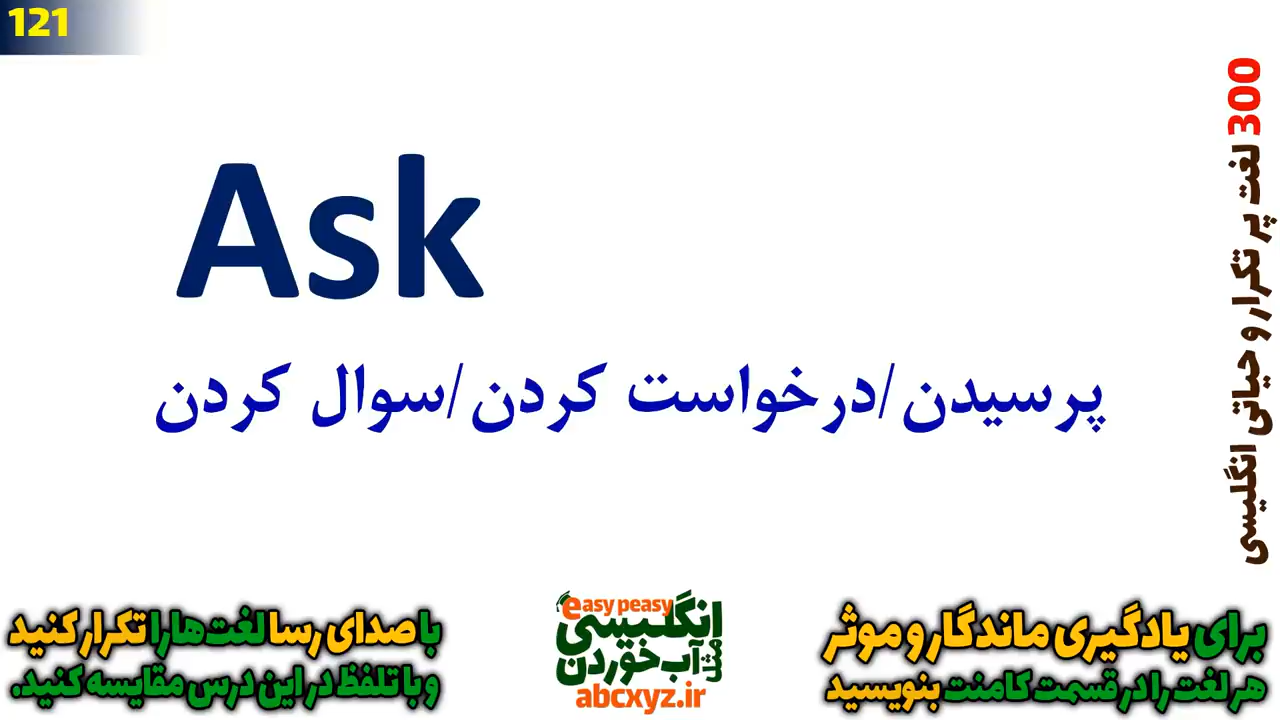 121
300 لغت پر تکرار و حیاتی انگلیسی
Ask
پرسیدن/درخواست کردن/سوال کردن
برای یادگیری ماندگار و موثر
هر لغت را در قسمت کامنت بنویسید
easy peasy
انگلیسی
مثل
آب خوردن
abcxyz.ir
با صدای رسا لغت‌ها را تکرار کنید
و با تلفظ در این درس مقایسه کنید.